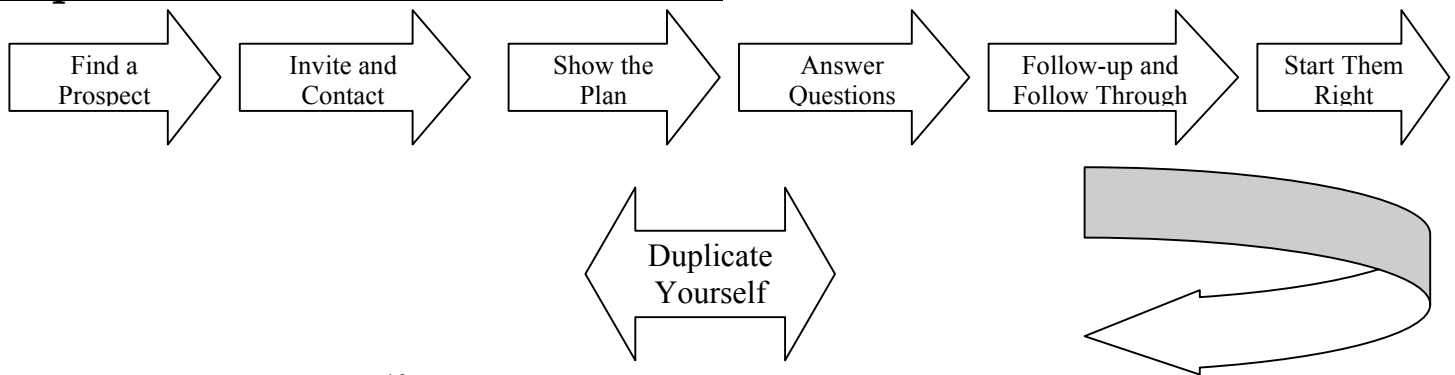 Find a
Prospect
Invite and
Contact
Show the
Plan
Answer
Questions
Follow-up and
Follow Through
Start Them
Right
Duplicate
Yourself